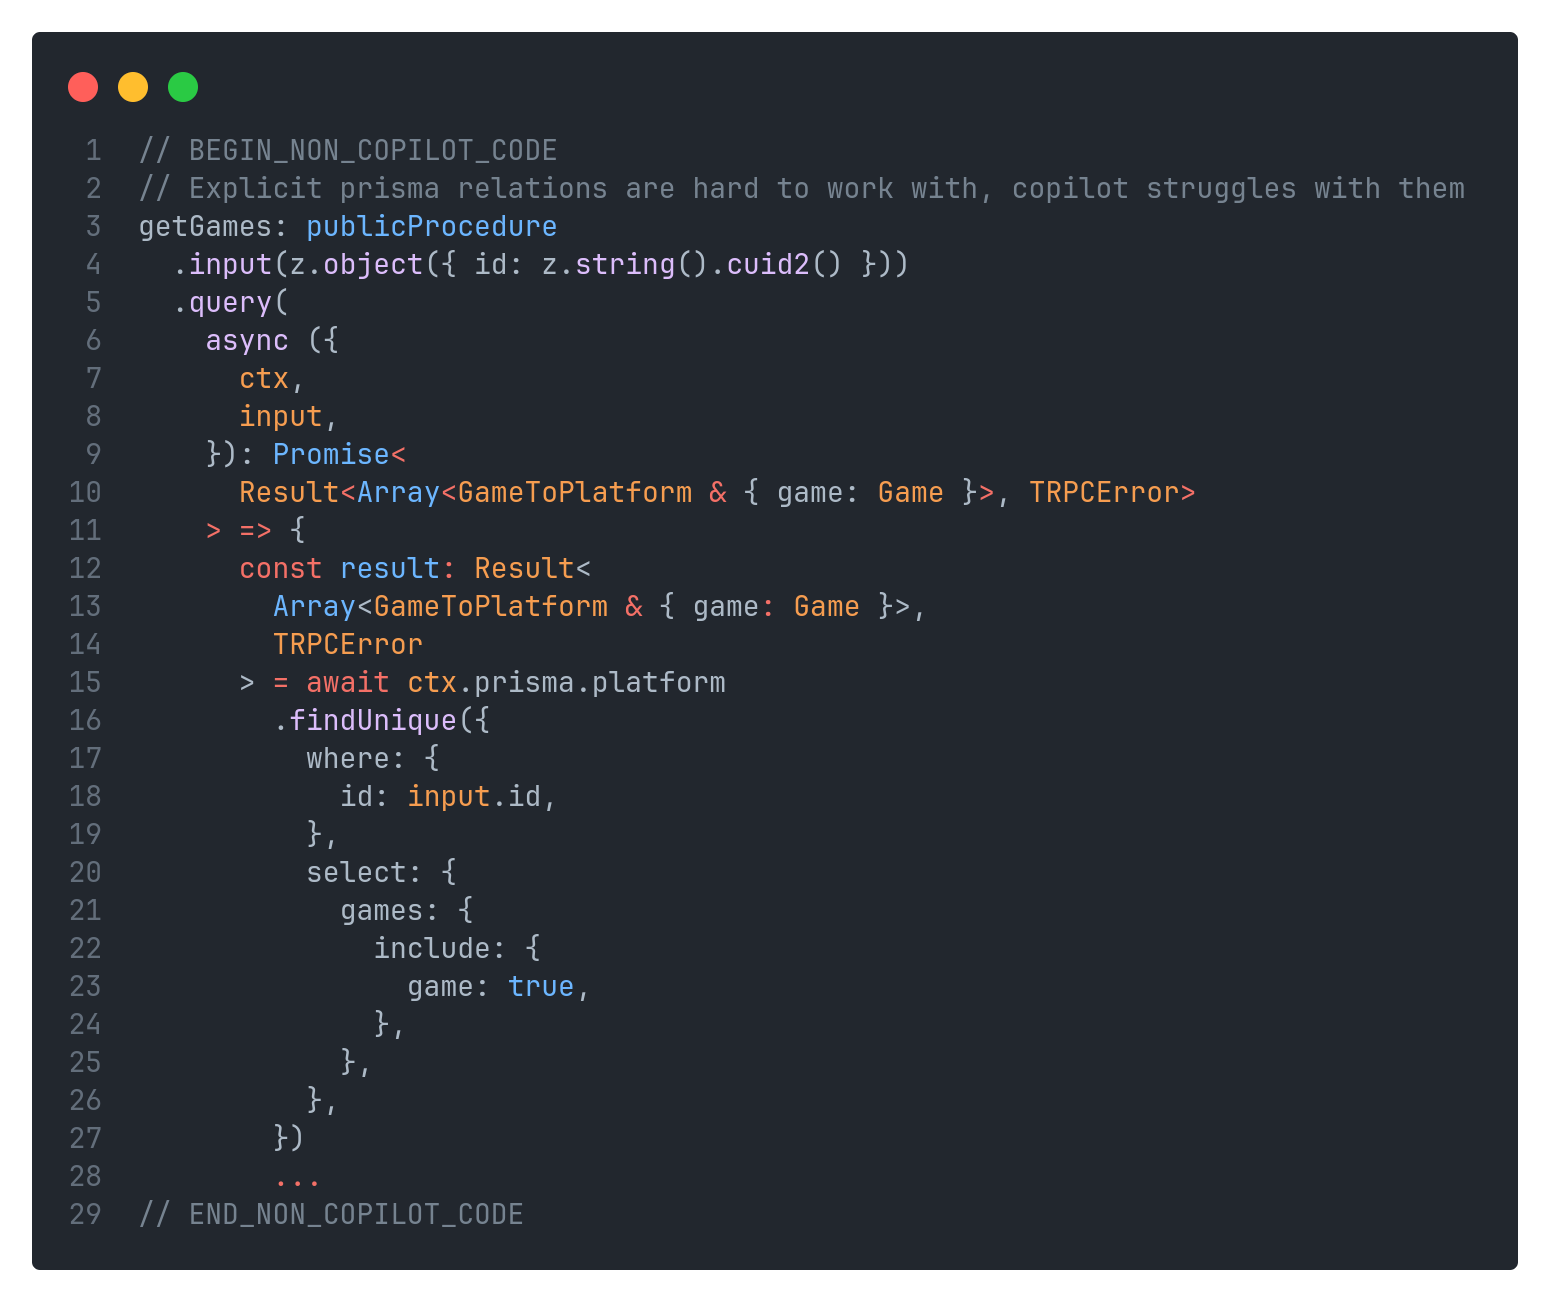 1 // BEGIN_NON_COPILOT_CODE
2 // Explicit prisma relations are hard to work with, copilot struggles with them
3 getGames: publicProcedure
4   .input(z.object({ id: z.string().cuid2() }))
5   .query(
6     async ({
7       ctx,
8       input,
9     }): Promise<
10       Result<Array<GameToPlatform & { game: Game }>, TRPCError>
11     > => {
12       const result: Result<
13         Array<GameToPlatform & { game: Game }>,
14         TRPCError
15       > = await ctx.prisma.platform
16         .findUnique({
17           where: {
18             id: input.id,
19           },
20           select: {
21             games: {
22               include: {
23                 game: true,
24               },
25             },
26           },
27         })
28         ...
29 // END_NON_COPILOT_CODE